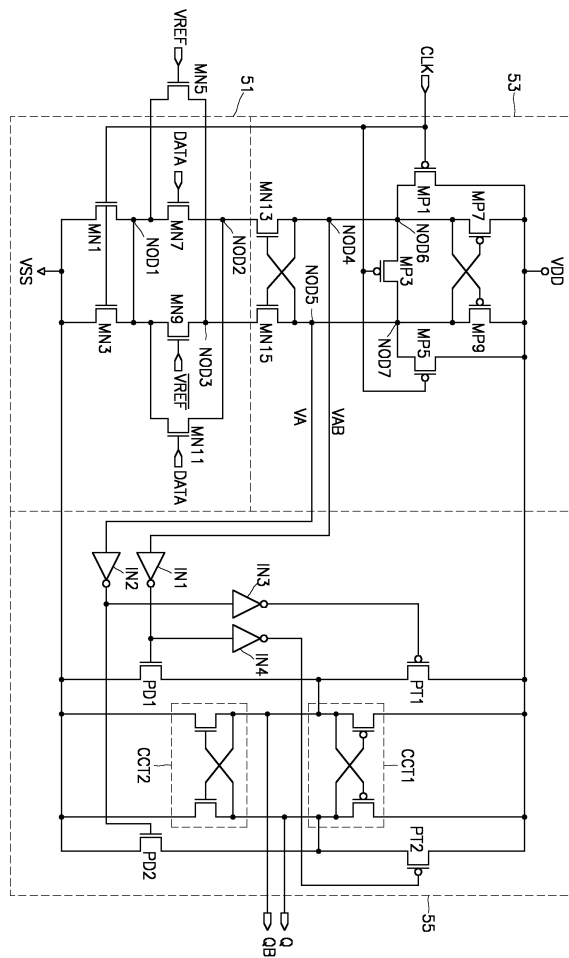 VDD
53
MP7
MP9
CLK
MP1
MP5
MP3
NOD6
NOD7
NOD4
NOD5
VAB
VA
MN13
MN15
51
NOD2
NOD3
VREF
MN5
DATA
MN7
MN9
V̅R̅E̅F̅
MN11
DATA
NOD1
MN1
MN3
VSS
IN1
IN2
IN3
IN4
PT1
CCT1
PT2
55
Q
QB
CCT2
PD1
PD2